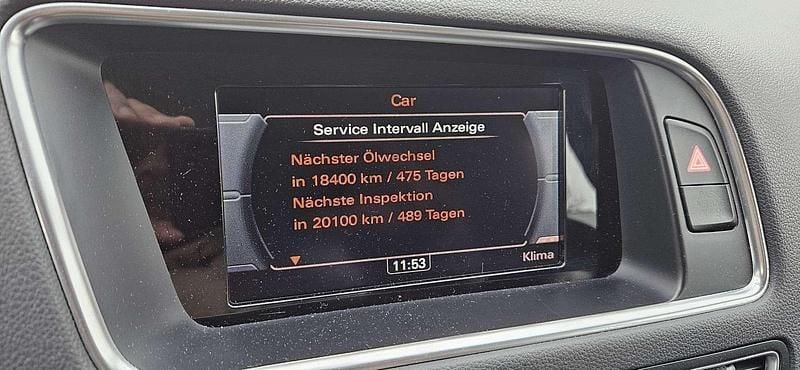 Car
Service Intervall Anzeige
Nächster Ölwechsel
in 18400 km / 475 Tagen
Nächste Inspektion
in 20100 km / 489 Tagen
11:53
Klima